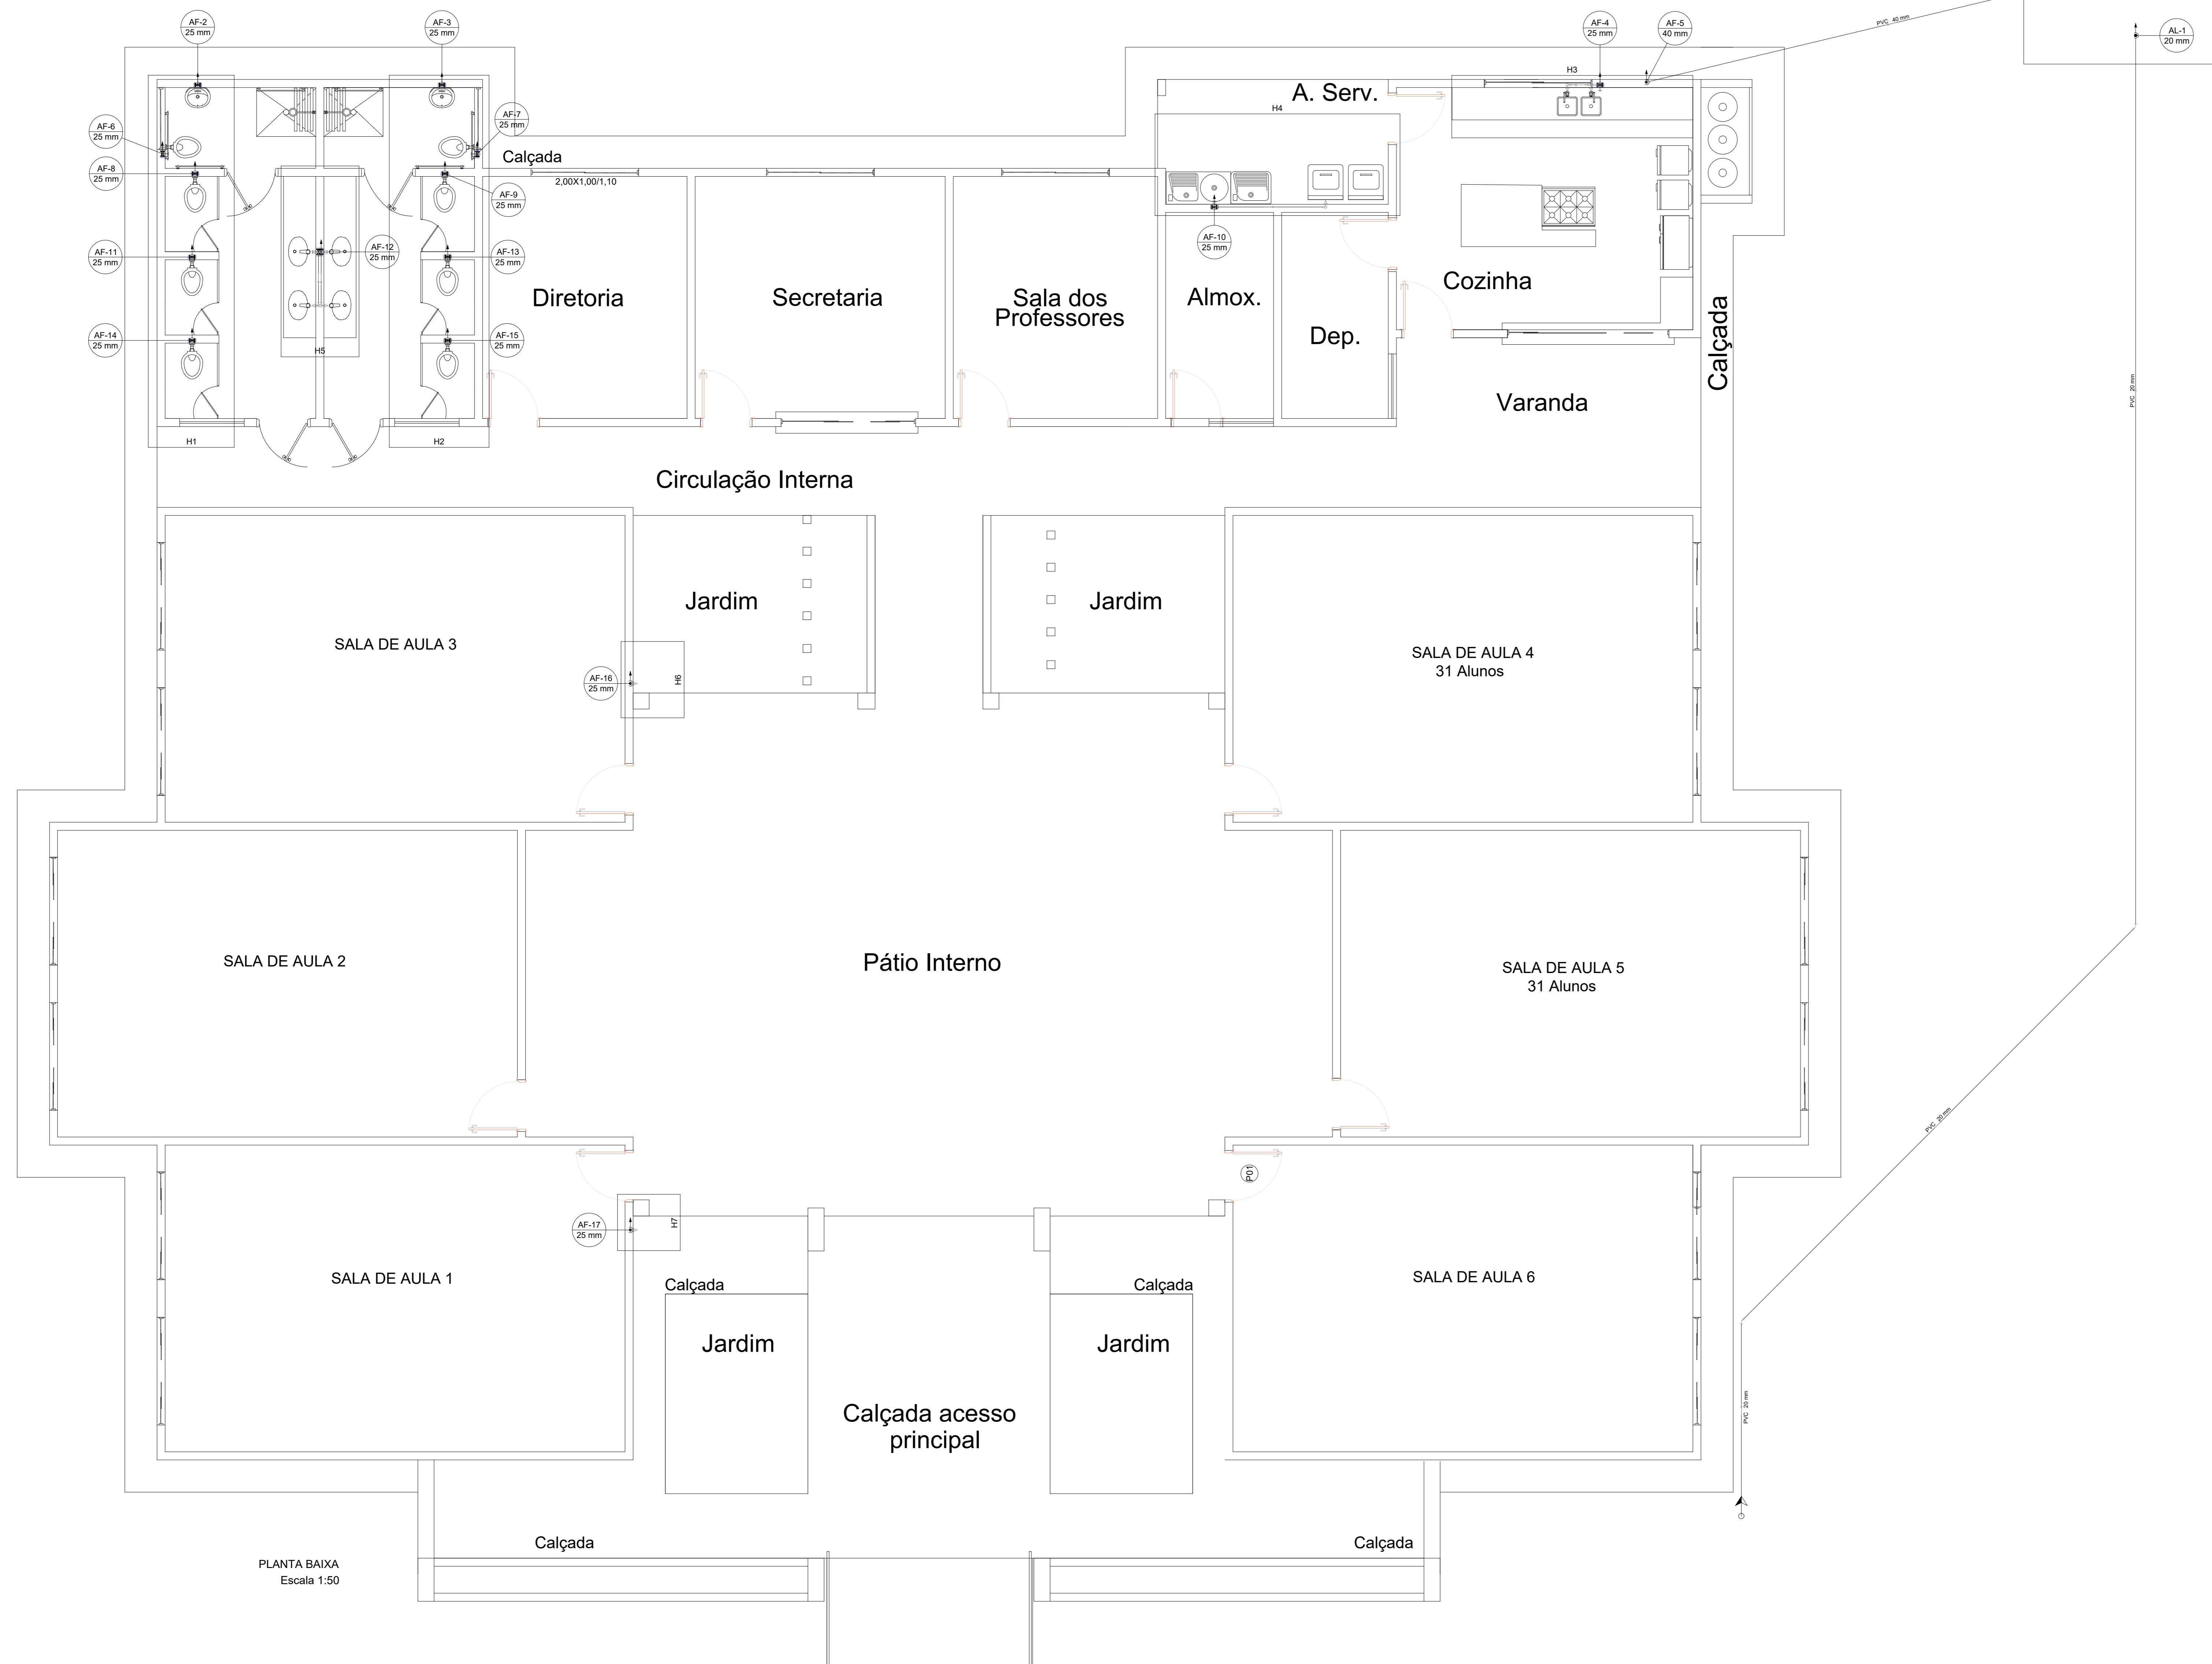 AF-2
25 mm
AF-3
25 mm
AF-4
25 mm
AF-5
40 mm
PVC 40 mm
AL-1
20 mm
H3
A. Serv.
H4
AF-6
25 mm
AF-7
25 mm
Calçada
AF-8
25 mm
2,00X1,00/1,10
AF-9
25 mm
AF-10
25 mm
AF-11
25 mm
AF-12
25 mm
AF-13
25 mm
Diretoria
Secretaria
Sala dos
Professores
Almox.
Cozinha
Dep.
Calçada
AF-14
25 mm
H5
AF-15
25 mm
Varanda
PVC 20 mm
H1
H2
Circulação Interna
Jardim
Jardim
SALA DE AULA 3
SALA DE AULA 4
31 Alunos
AF-16
25 mm
H6
SALA DE AULA 2
Pátio Interno
SALA DE AULA 5
31 Alunos
PVC 20 mm
P01
AF-17
25 mm
H7
SALA DE AULA 1
Calçada
Calçada
SALA DE AULA 6
Jardim
Jardim
Calçada acesso
principal
PVC 20 mm
Calçada
Calçada
PLANTA BAIXA
Escala 1:50